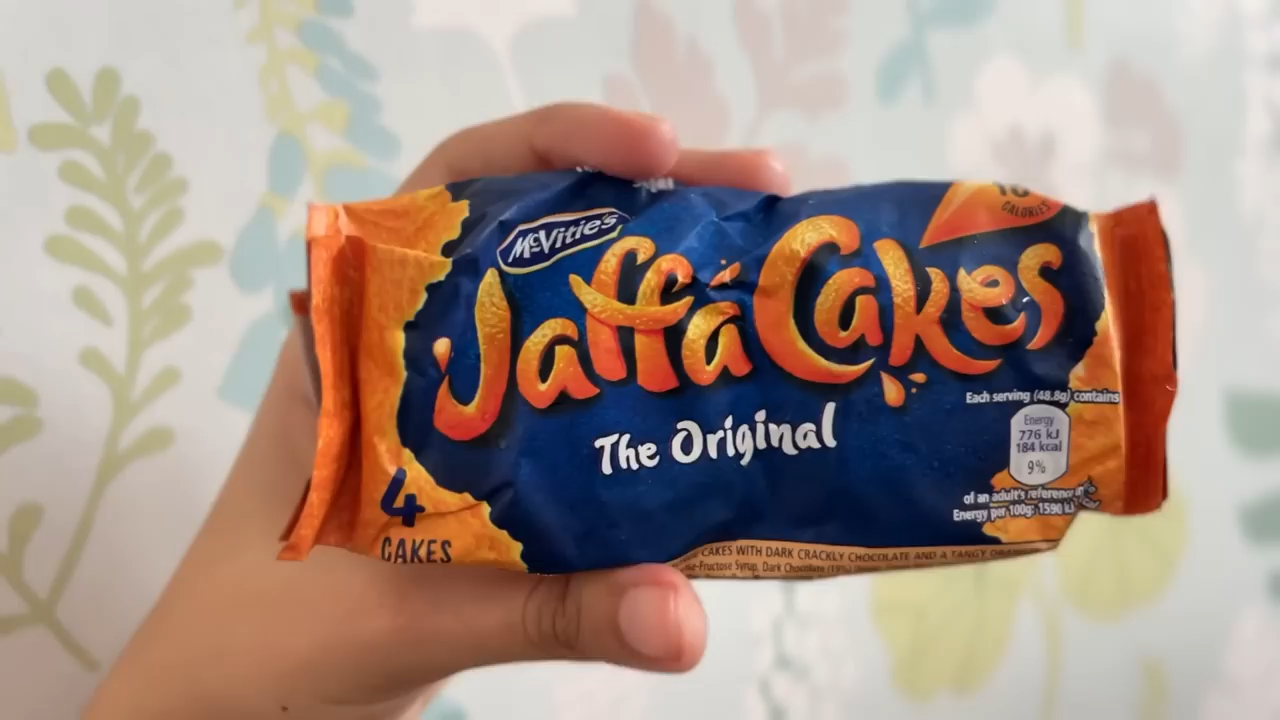 McVitie's
CALORIES
Jaffa Cakes
The Original
Each serving (48.8g) contains
Energy
776 kJ
184 kcal
9%
of an adult's reference
Energy per 100g: 1590 kJ
4
CAKES
CAKES WITH DARK CRACKLY CHOCOLATE AND A TANGY
-Fructose Syrup, Dark Chocolate (19%)